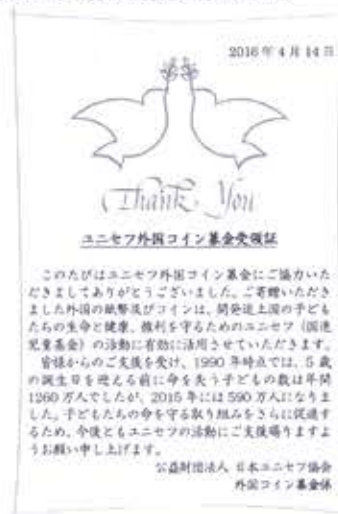 2016年4月14日
Thank You
ユニセフ外国コイン募金受領証
このたびはユニセフ外国コイン募金にご協力いた
だきましてありがとうございました。ご寄贈いただき
ました外国の紙幣及びコインは、開発途上国の子ども
たちの生命と健康、権利を守るためのユニセフ（国連
児童基金）の活動に有効に活用させていただきます。
皆様からのご支援を受け、1990年時点では、5歳
の誕生日を迎える前に命を失う子どもの数は年間
1260万人でしたが、2015年には590万人になりま
した。子どもたちの命を守る取り組みをさらに促進す
るため、今後ともユニセフの活動にご支援賜りますよ
うお願い申し上げます。
公益財団法人 日本ユニセフ協会
外国コイン募金係